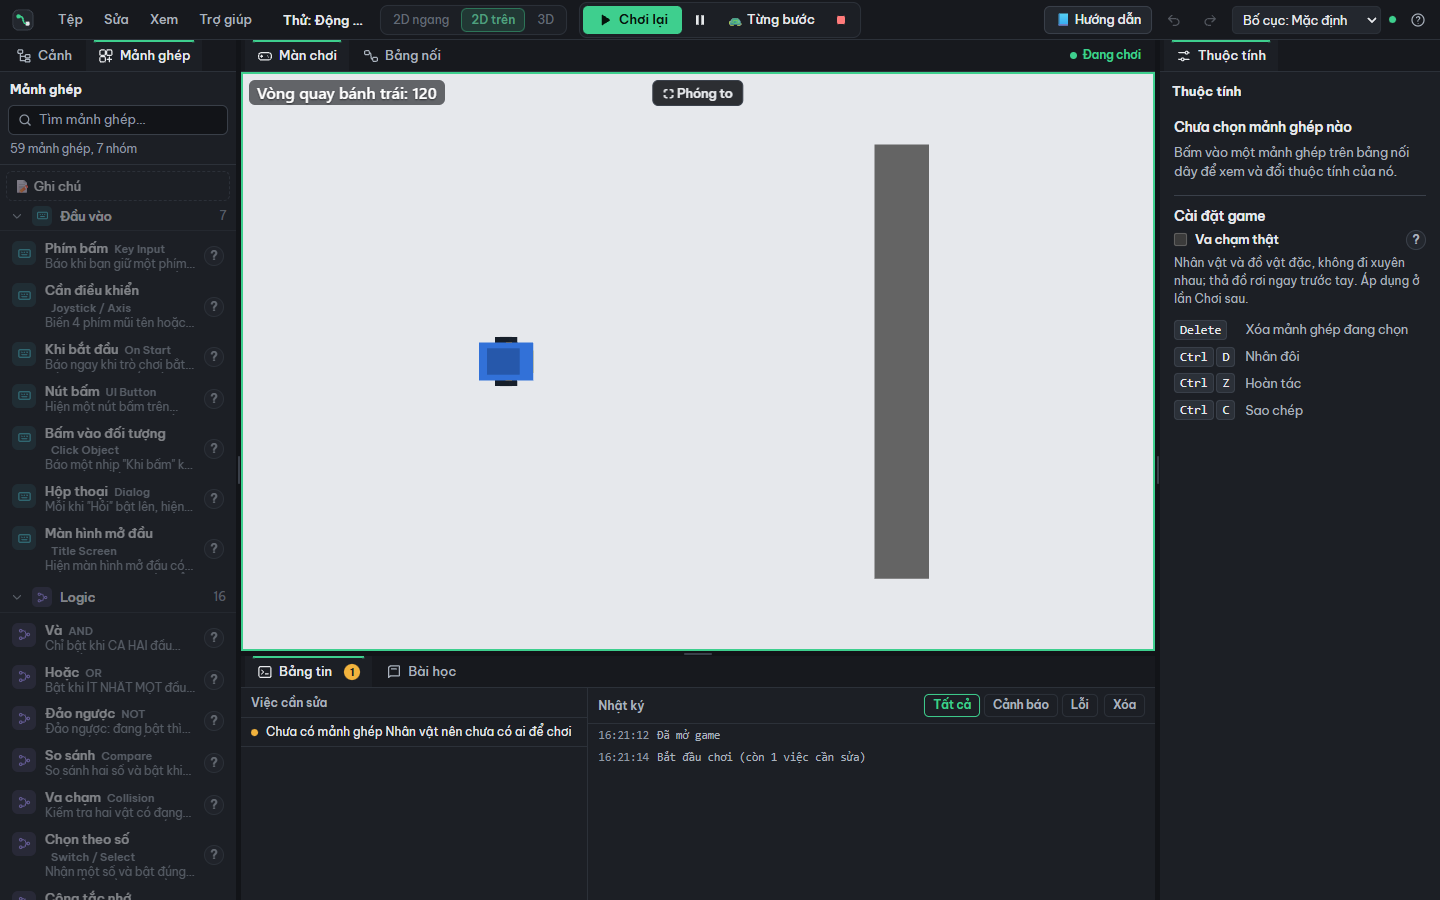 Tệp Sửa Xem Trợ giúp Thử: Động ... 2D ngang 2D trên 3D Chơi lại Từng bước Hướng dẫn Bố cục: Mặc định
Cảnh Mảnh ghép
Màn chơi Bảng nối Đang chơi
Thuộc tính
Mảnh ghép
Tìm mảnh ghép...
59 mảnh ghép, 7 nhóm
Ghi chú
Đầu vào 7
Phím bấm Key Input
Báo khi bạn giữ một phím...
Cần điều khiển
Joystick / Axis
Biến 4 phím mũi tên hoặc...
Khi bắt đầu On Start
Báo ngay khi trò chơi bắt...
Nút bấm UI Button
Hiện một nút bấm trên...
Bấm vào đối tượng
Click Object
Báo một nhịp "Khi bấm" k...
Hộp thoại Dialog
Mỗi khi "Hỏi" bật lên, hiện...
Màn hình mở đầu
Title Screen
Hiện màn hình mở đầu có...
Logic 16
Và AND
Chỉ bật khi CẢ HAI đầu...
Hoặc OR
Bật khi ÍT NHẤT MỘT đầu...
Đảo ngược NOT
Đảo ngược: đang bật thì...
So sánh Compare
So sánh hai số và bật khi...
Va chạm Collision
Kiểm tra hai vật có đang...
Chọn theo số
Switch / Select
Nhận một số và bật đúng...
Công tắc nhớ
Vòng quay bánh trái: 120
Phóng to
Bảng tin 1 Bài học
Việc cần sửa
Chưa có mảnh ghép Nhân vật nên chưa có ai để chơi
Nhật ký Tất cả Cảnh báo Lỗi Xóa
16:21:12 Đã mở game
16:21:14 Bắt đầu chơi (còn 1 việc cần sửa)
Thuộc tính
Chưa chọn mảnh ghép nào
Bấm vào một mảnh ghép trên bảng nối
dây để xem và đổi thuộc tính của nó.
Cài đặt game
Va chạm thật ?
Nhân vật và đồ vật đặc, không đi xuyên
nhau; thả đồ rơi ngay trước tay. Áp dụng ở
lần Chơi sau.
Delete Xóa mảnh ghép đang chọn
Ctrl D Nhân đôi
Ctrl Z Hoàn tác
Ctrl C Sao chép